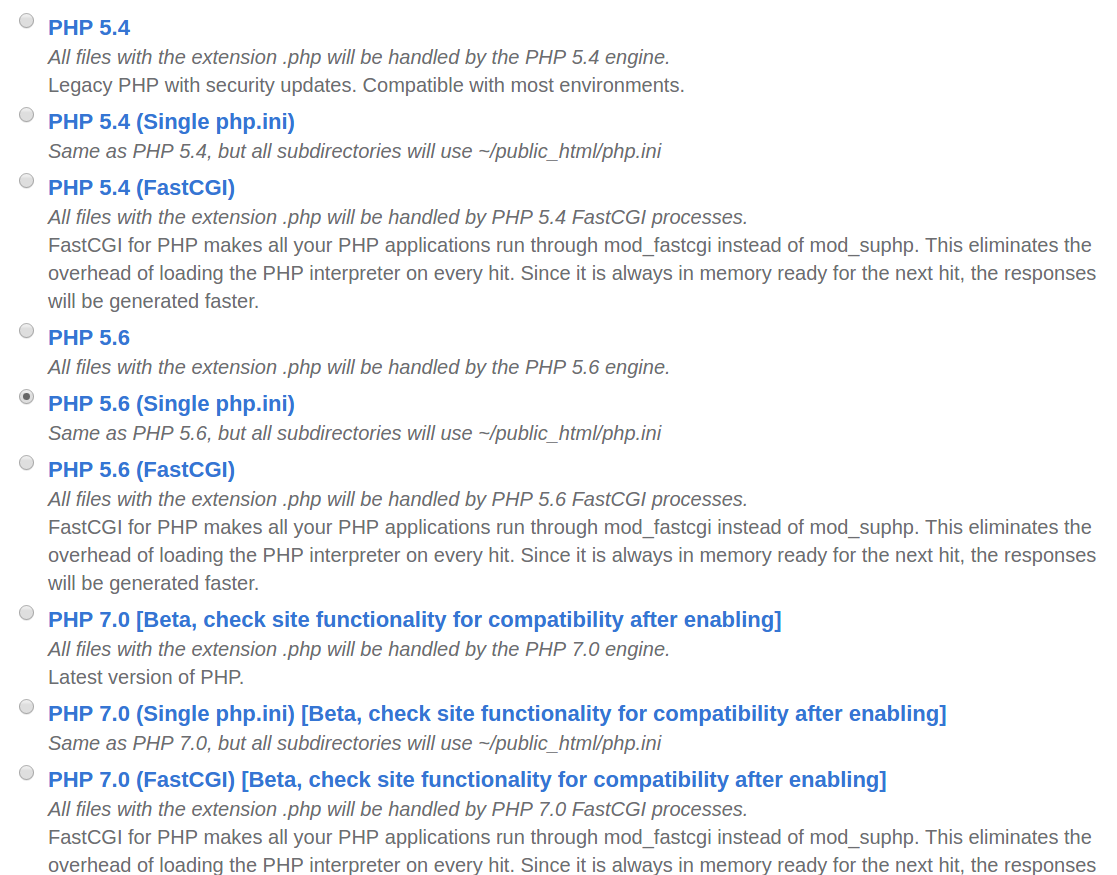 PHP 5.4
All files with the extension .php will be handled by the PHP 5.4 engine.
Legacy PHP with security updates. Compatible with most environments.
PHP 5.4 (Single php.ini)
Same as PHP 5.4, but all subdirectories will use ~/public_html/php.ini
PHP 5.4 (FastCGI)
All files with the extension .php will be handled by PHP 5.4 FastCGI processes.
FastCGI for PHP makes all your PHP applications run through mod_fastcgi instead of mod_suphp. This eliminates the
overhead of loading the PHP interpreter on every hit. Since it is always in memory ready for the next hit, the responses
will be generated faster.
PHP 5.6
All files with the extension .php will be handled by the PHP 5.6 engine.
PHP 5.6 (Single php.ini)
Same as PHP 5.6, but all subdirectories will use ~/public_html/php.ini
PHP 5.6 (FastCGI)
All files with the extension .php will be handled by PHP 5.6 FastCGI processes.
FastCGI for PHP makes all your PHP applications run through mod_fastcgi instead of mod_suphp. This eliminates the
overhead of loading the PHP interpreter on every hit. Since it is always in memory ready for the next hit, the responses
will be generated faster.
PHP 7.0 [Beta, check site functionality for compatibility after enabling]
All files with the extension .php will be handled by the PHP 7.0 engine.
Latest version of PHP.
PHP 7.0 (Single php.ini) [Beta, check site functionality for compatibility after enabling]
Same as PHP 7.0, but all subdirectories will use ~/public_html/php.ini
PHP 7.0 (FastCGI) [Beta, check site functionality for compatibility after enabling]
All files with the extension .php will be handled by PHP 7.0 FastCGI processes.
FastCGI for PHP makes all your PHP applications run through mod_fastcgi instead of mod_suphp. This eliminates the
overhead of loading the PHP interpreter on every hit. Since it is always in memory ready for the next hit, the responses